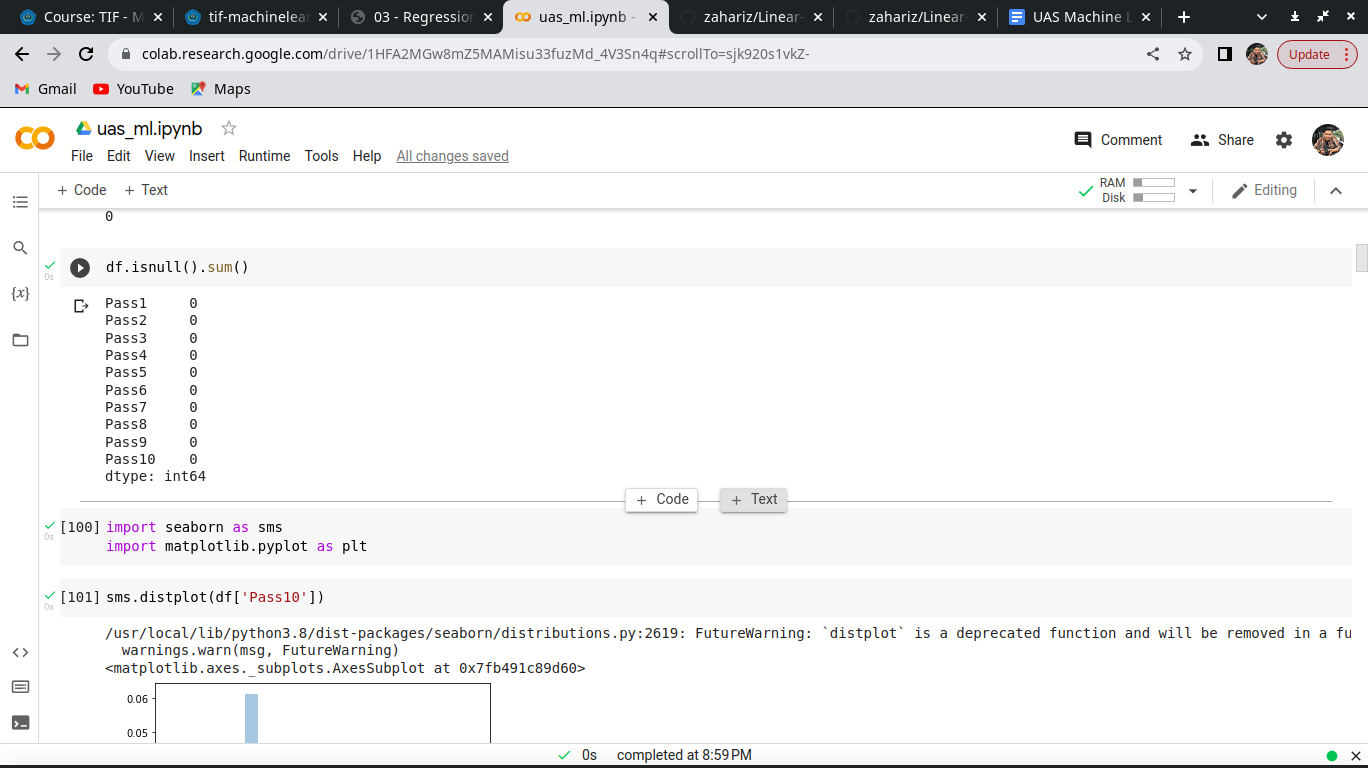 Course: TIF - M
tif-machinelear
03 - Regression
uas_ml.ipynb -
zahariz/Linear-
zahariz/Linear-
UAS Machine L
colab.research.google.com/drive/1HFA2MGw8mZ5MAMisu33fuzMd_4V3Sn4q#scrollTo=sjk920s1vkZ-
Update
Gmail YouTube Maps
uas_ml.ipynb
Comment Share
File Edit View Insert Runtime Tools Help All changes saved
+ Code + Text
RAM
Disk
Editing
0
df.isnull().sum()
0s
Pass1 0
Pass2 0
Pass3 0
Pass4 0
Pass5 0
Pass6 0
Pass7 0
Pass8 0
Pass9 0
Pass10 0
dtype: int64
+ Code + Text
[100] import seaborn as sms
0s
import matplotlib.pyplot as plt
[101] sms.distplot(df['Pass10'])
0s
/usr/local/lib/python3.8/dist-packages/seaborn/distributions.py:2619: FutureWarning: `distplot` is a deprecated function and will be removed in a fu
warnings.warn(msg, FutureWarning)
<matplotlib.axes._subplots.AxesSubplot at 0x7fb491c89d60>
0.06
0.05
0s completed at 8:59 PM